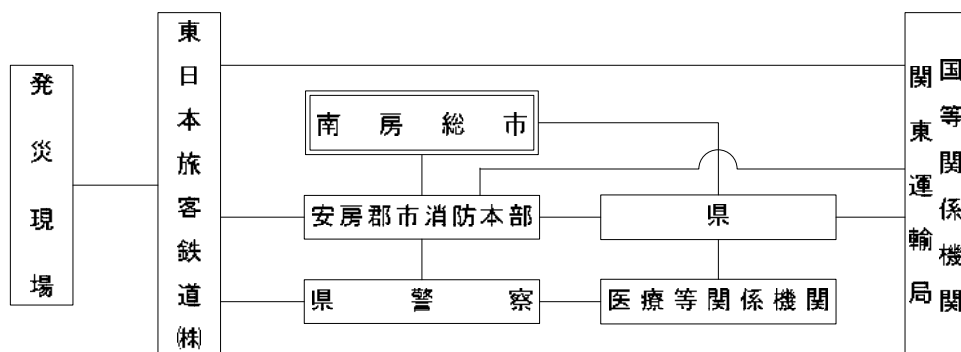 発災現場
東日本旅客鉄道㈱
南房総市
安房郡市消防本部
県
県警察
医療等関係機関
国等関係機関
関東運輸局